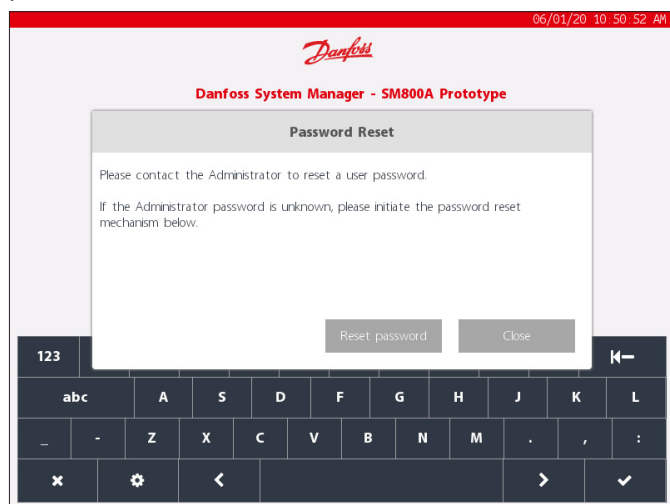 06/01/20 10:50:52 AM
Danfoss
Danfoss System Manager - SM800A Prototype
Password Reset
Please contact the Administrator to reset a user password.
If the Administrator password is unknown, please initiate the password reset
mechanism below.
Reset password Close
123
abc A S D F G H J K L
_ - Z X C V B N M . , :